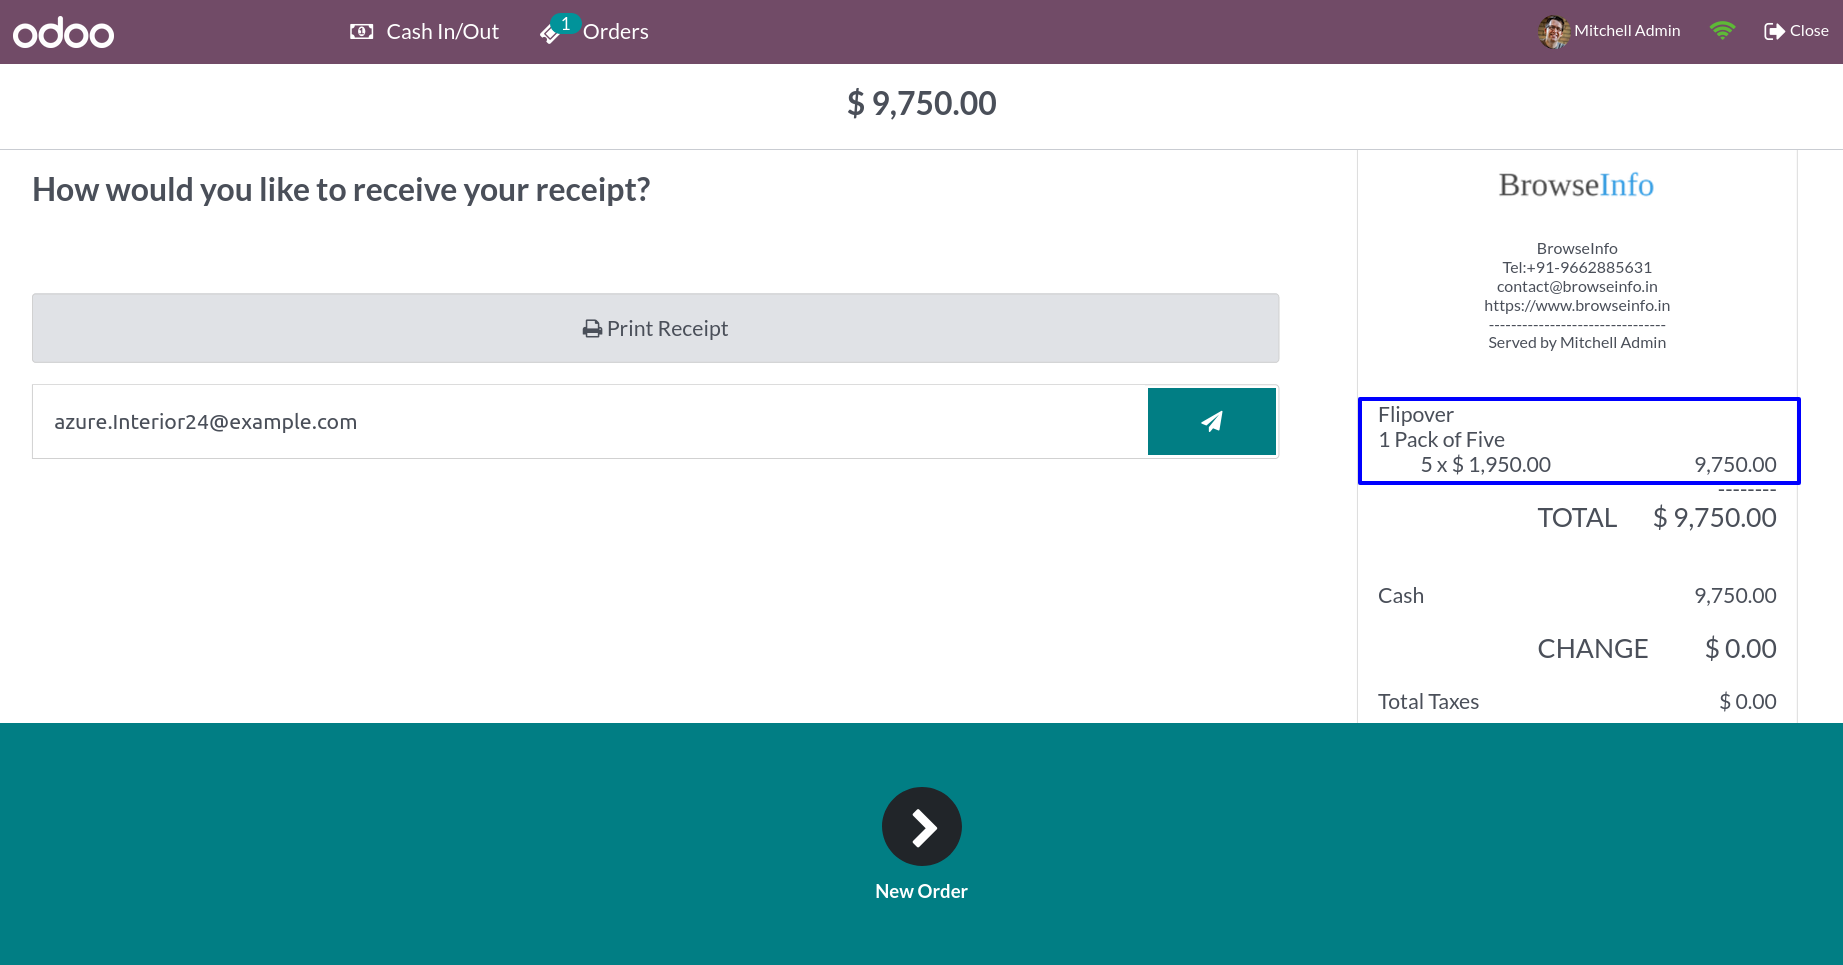 odoo
Cash In/Out
1
Orders
Mitchell Admin
Close
$ 9,750.00
How would you like to receive your receipt?
Print Receipt
azure.Interior24@example.com
BrowseInfo
BrowseInfo
Tel:+91-9662885631
contact@browseinfo.in
https://www.browseinfo.in
--------------------------------
Served by Mitchell Admin
Flipover
1 Pack of Five
5 x $ 1,950.00 9,750.00
--------
TOTAL $ 9,750.00
Cash 9,750.00
CHANGE $ 0.00
Total Taxes $ 0.00
New Order